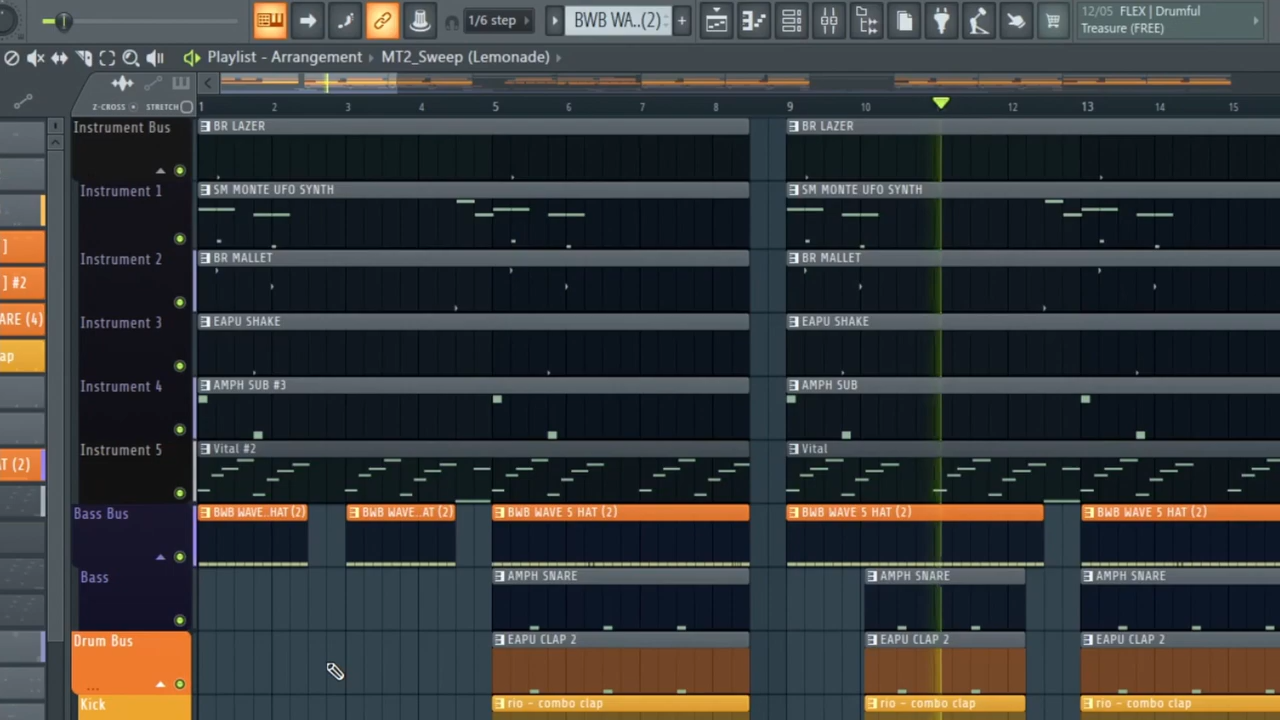 1/6 step
BWB WA..(2)
12/05 FLEX | Drumful
Treasure (FREE)
Playlist - Arrangement
MT2_Sweep (Lemonade)
Z-CROSS
STRETCH
1 2 3 4 5 6 7 8 9 10 12 13 14 15
Instrument Bus
BR LAZER
BR LAZER
Instrument 1
SM MONTE UFO SYNTH
SM MONTE UFO SYNTH
]
] #2
Instrument 2
BR MALLET
BR MALLET
ARE (4)
Instrument 3
EAPU SHAKE
EAPU SHAKE
ap
Instrument 4
AMPH SUB #3
AMPH SUB
Instrument 5
Vital #2
Vital
AT (2)
Bass Bus
BWB WAVE..HAT (2)
BWB WAVE...AT (2)
BWB WAVE 5 HAT (2)
BWB WAVE 5 HAT (2)
BWB WAVE 5 HAT (2)
Bass
AMPH SNARE
AMPH SNARE
AMPH SNARE
Drum Bus
EAPU CLAP 2
EAPU CLAP 2
EAPU CLAP 2
Kick
rio - combo clap
rio - combo clap
rio - combo clap